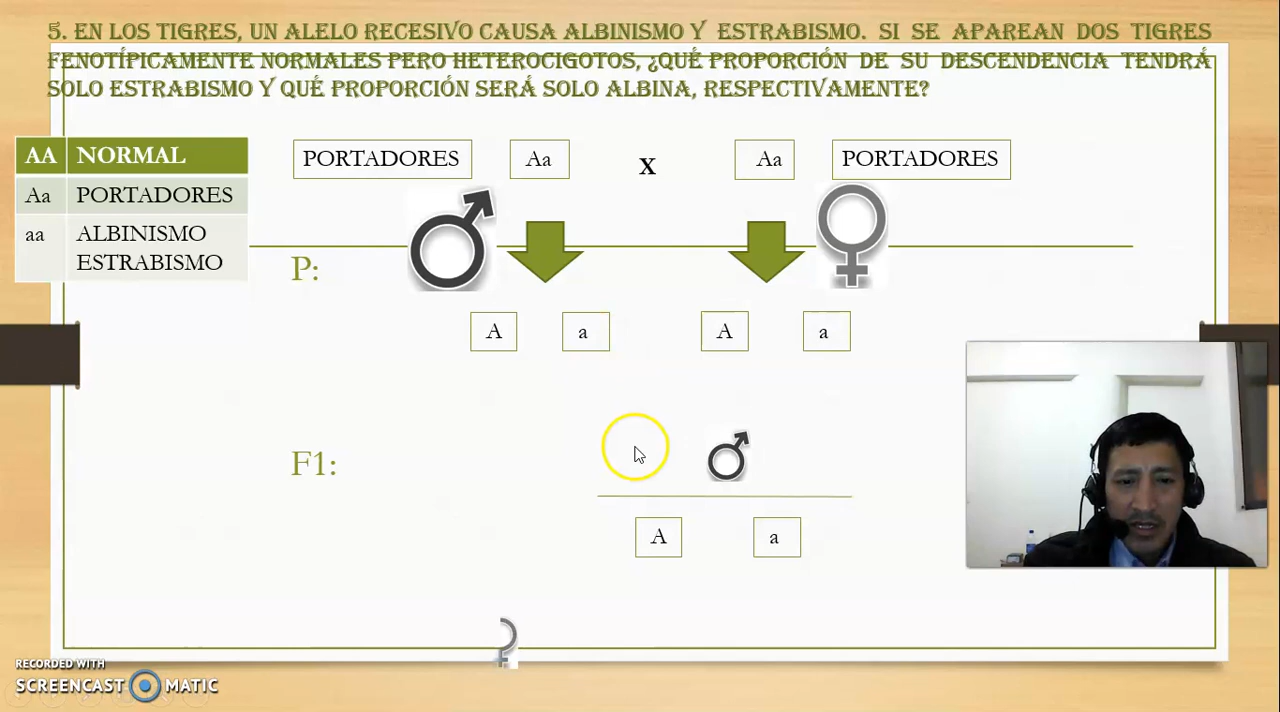 5. EN LOS TIGRES, UN ALELO RECESIVO CAUSA ALBINISMO Y ESTRABISMO. SI SE APAREAN DOS TIGRES
FENOTÍPICAMENTE NORMALES PERO HETEROCIGOTOS, ¿QUÉ PROPORCIÓN DE SU DESCENDENCIA TENDRÁ
SOLO ESTRABISMO Y QUÉ PROPORCIÓN SERÁ SOLO ALBINA, RESPECTIVAMENTE?
AA NORMAL
Aa PORTADORES
aa ALBINISMO
ESTRABISMO
PORTADORES Aa x Aa PORTADORES
P:
A a A a
F1:
A a
RECORDED WITH
SCREENCAST MATIC